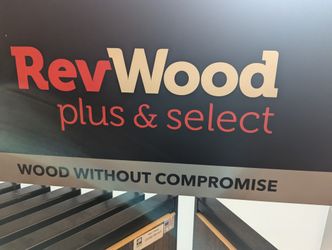 RevWood
plus & select
WOOD WITHOUT COMPROMISE